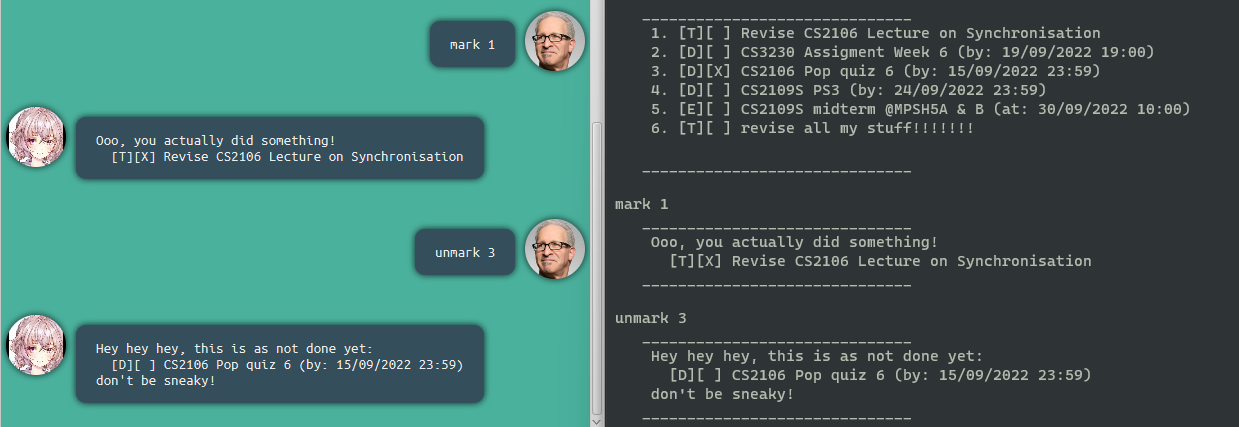 mark 1
Ooo, you actually did something!
[T][X] Revise CS2106 Lecture on Synchronisation
unmark 3
Hey hey hey, this is as not done yet:
[D][ ] CS2106 Pop quiz 6 (by: 15/09/2022 23:59)
don't be sneaky!
______________________________
1. [T][ ] Revise CS2106 Lecture on Synchronisation
2. [D][ ] CS3230 Assigment Week 6 (by: 19/09/2022 19:00)
3. [D][X] CS2106 Pop quiz 6 (by: 15/09/2022 23:59)
4. [D][ ] CS2109S PS3 (by: 24/09/2022 23:59)
5. [E][ ] CS2109S midterm @MPSH5A & B (at: 30/09/2022 10:00)
6. [T][ ] revise all my stuff!!!!!!!
______________________________
mark 1
______________________________
Ooo, you actually did something!
[T][X] Revise CS2106 Lecture on Synchronisation
______________________________
unmark 3
______________________________
Hey hey hey, this is as not done yet:
[D][ ] CS2106 Pop quiz 6 (by: 15/09/2022 23:59)
don't be sneaky!
______________________________